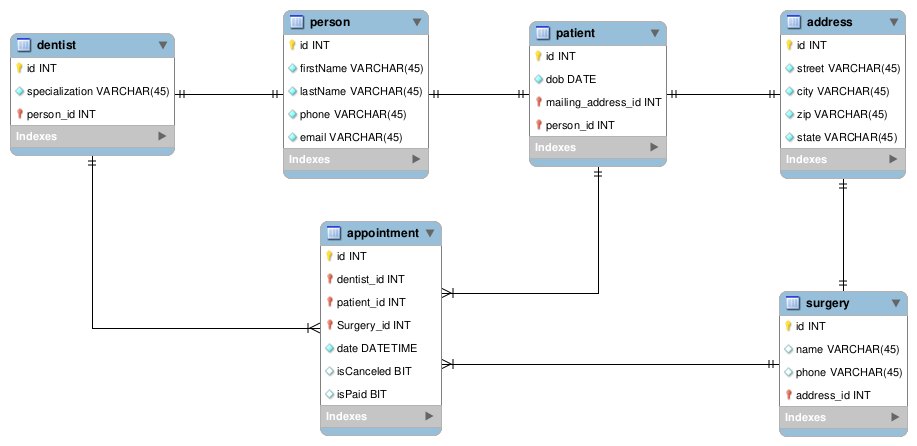 dentist
id INT
specialization VARCHAR(45)
person_id INT
Indexes
person
id INT
firstName VARCHAR(45)
lastName VARCHAR(45)
phone VARCHAR(45)
email VARCHAR(45)
Indexes
patient
id INT
dob DATE
mailing_address_id INT
person_id INT
Indexes
address
id INT
street VARCHAR(45)
city VARCHAR(45)
zip VARCHAR(45)
state VARCHAR(45)
Indexes
appointment
id INT
dentist_id INT
patient_id INT
Surgery_id INT
date DATETIME
isCanceled BIT
isPaid BIT
Indexes
surgery
id INT
name VARCHAR(45)
phone VARCHAR(45)
address_id INT
Indexes